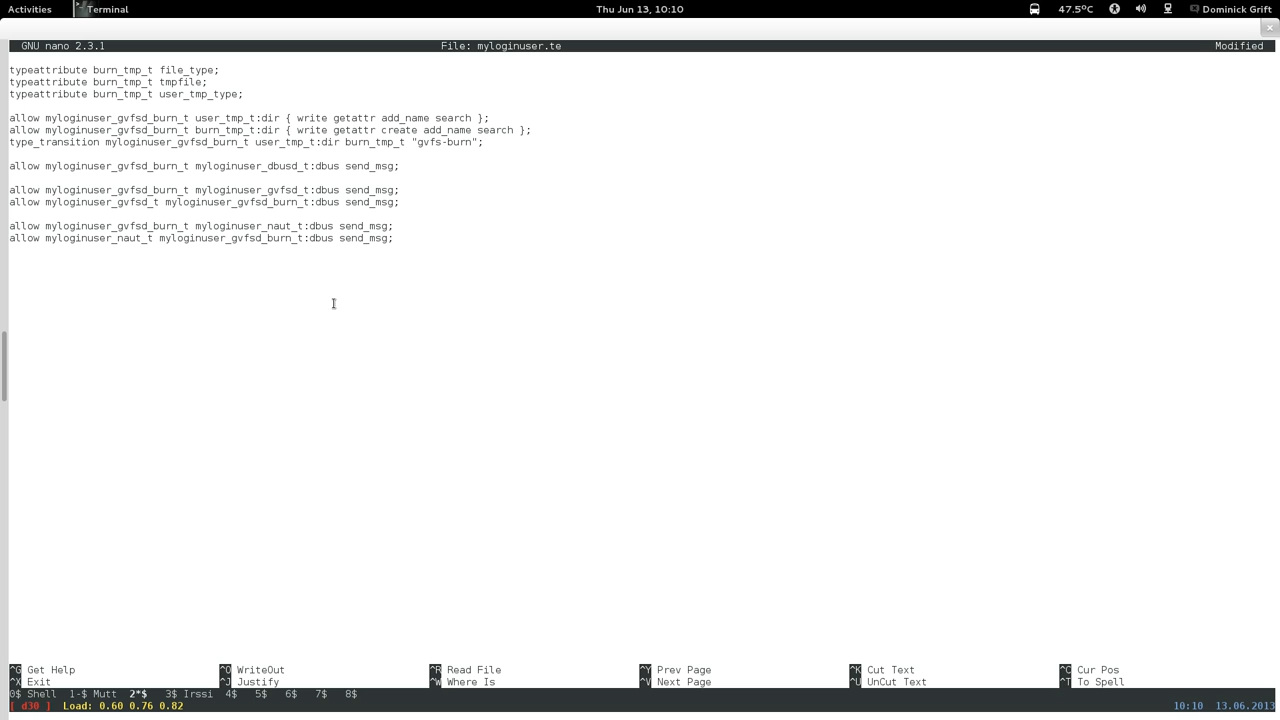 Activities Terminal Thu Jun 13, 10:10 47.5°C Dominick Grift
GNU nano 2.3.1 File: myloginuser.te Modified
typeattribute burn_tmp_t file_type;
typeattribute burn_tmp_t tmpfile;
typeattribute burn_tmp_t user_tmp_type;
allow myloginuser_gvfsd_burn_t user_tmp_t:dir { write getattr add_name search };
allow myloginuser_gvfsd_burn_t burn_tmp_t:dir { write getattr create add_name search };
type_transition myloginuser_gvfsd_burn_t user_tmp_t:dir burn_tmp_t "gvfs-burn";
allow myloginuser_gvfsd_burn_t myloginuser_dbusd_t:dbus send_msg;
allow myloginuser_gvfsd_burn_t myloginuser_gvfsd_t:dbus send_msg;
allow myloginuser_gvfsd_t myloginuser_gvfsd_burn_t:dbus send_msg;
allow myloginuser_gvfsd_burn_t myloginuser_naut_t:dbus send_msg;
allow myloginuser_naut_t myloginuser_gvfsd_burn_t:dbus send_msg;
^G Get Help ^O WriteOut ^R Read File ^Y Prev Page ^K Cut Text ^C Cur Pos
^X Exit ^J Justify ^W Where Is ^V Next Page ^U UnCut Text ^T To Spell
0$ Shell 1-$ Mutt 2*$ 3$ Irssi 4$ 5$ 6$ 7$ 8$
[ d30 ] Load: 0.60 0.76 0.82 10:10 13.06.2013